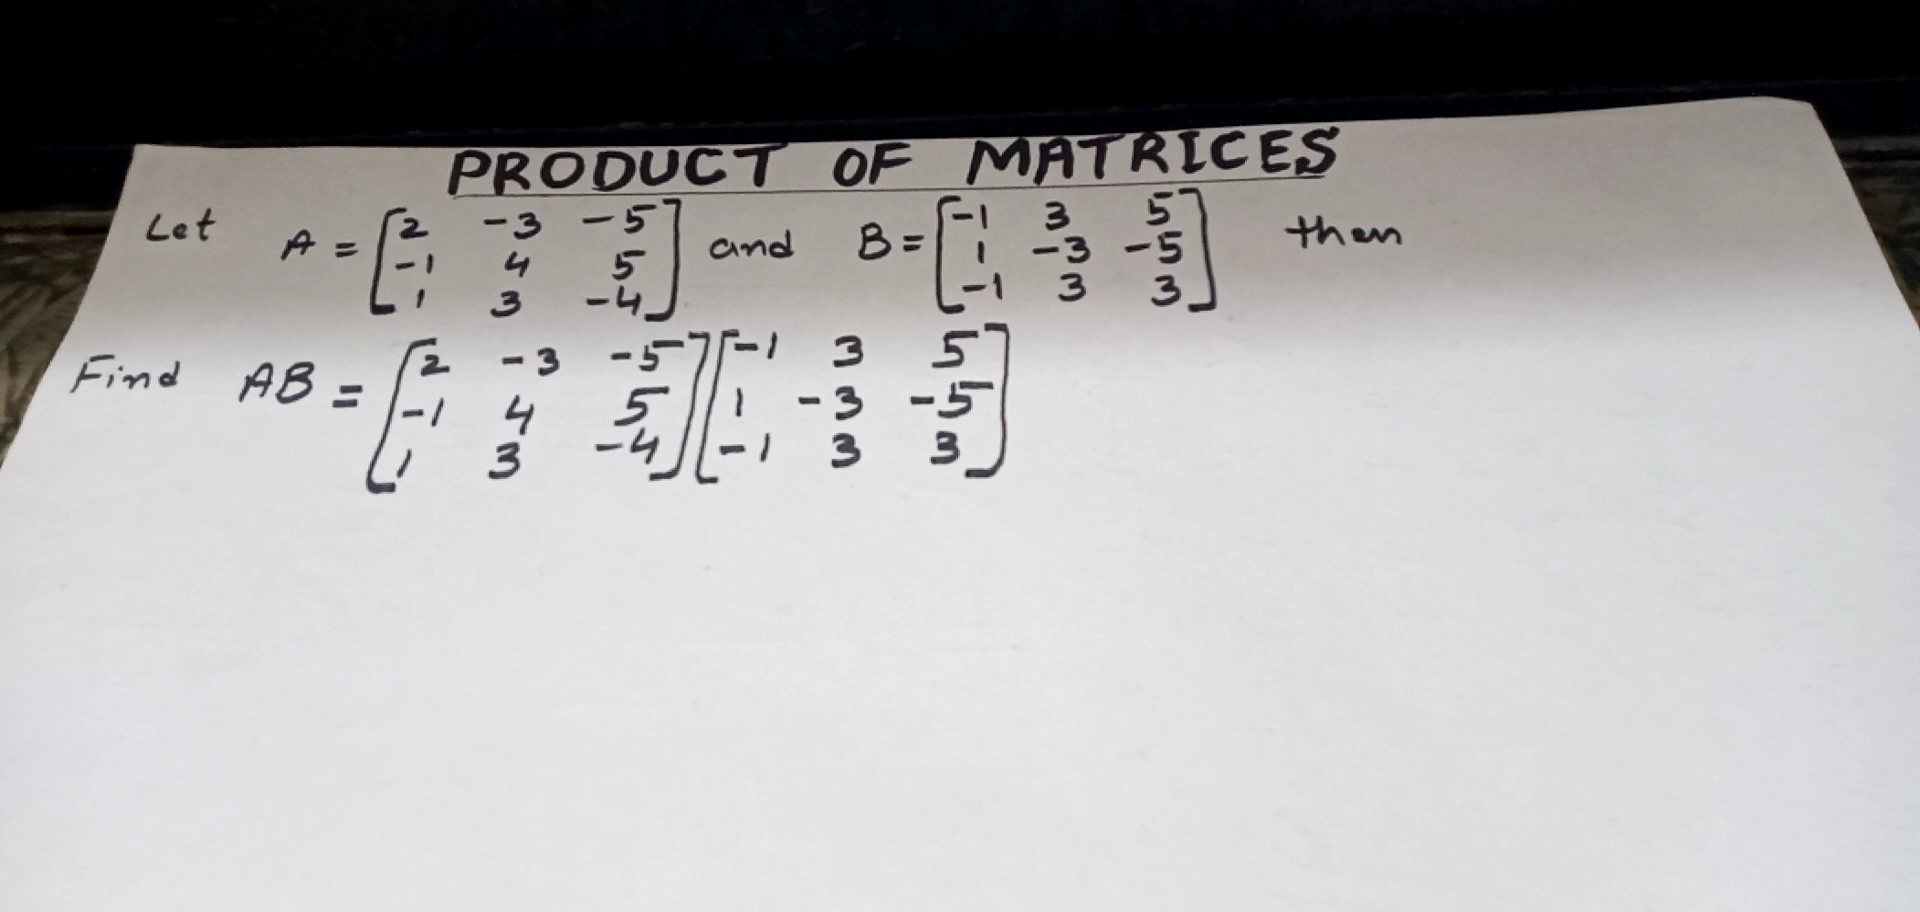 PRODUCT OF MATRICES
Let A = [2 -3 -5; -1 4 5; 1 3 -4] and B = [-1 3 5; 1 -3 -5; -1 3 3] then
Find AB = [2 -3 -5; -1 4 5; 1 3 -4] [-1 3 5; 1 -3 -5; -1 3 3]